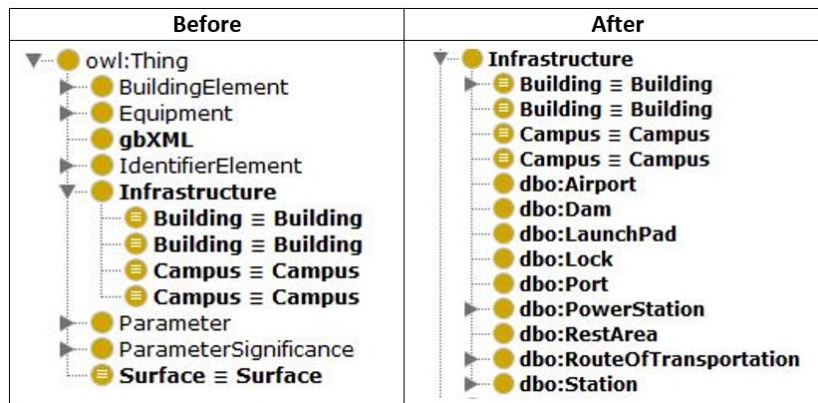 Before
owl:Thing
BuildingElement
Equipment
gbXML
IdentifierElement
Infrastructure
Building ≡ Building
Building ≡ Building
Campus ≡ Campus
Campus ≡ Campus
Parameter
ParameterSignificance
Surface ≡ Surface
After
Infrastructure
Building ≡ Building
Building ≡ Building
Campus ≡ Campus
Campus ≡ Campus
dbo:Airport
dbo:Dam
dbo:LaunchPad
dbo:Lock
dbo:Port
dbo:PowerStation
dbo:RestArea
dbo:RouteOfTransportation
dbo:Station